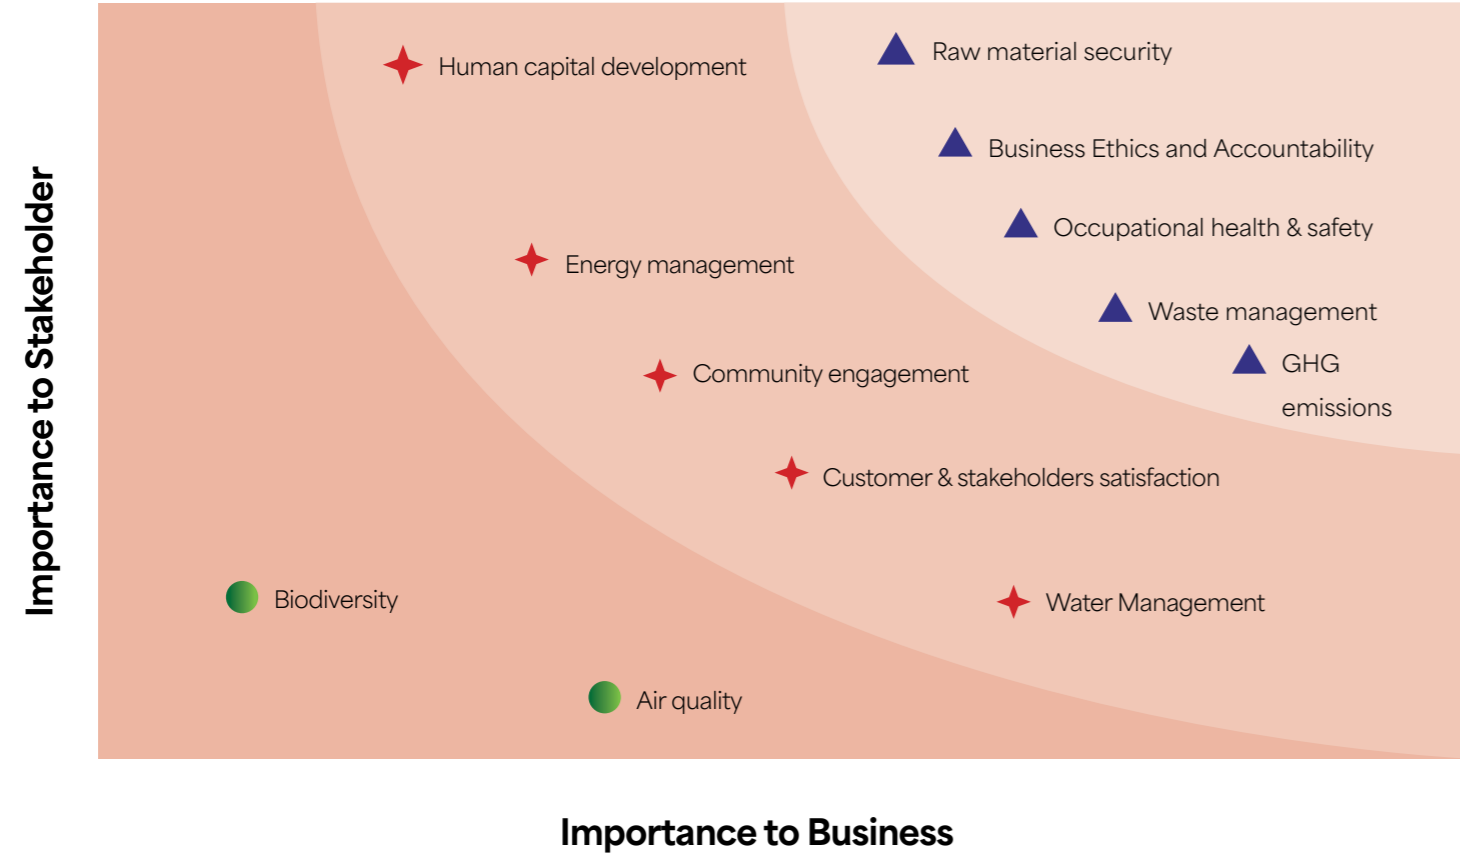 Importance to Stakeholder
Human capital development
Raw material security
Business Ethics and Accountability
Occupational health & safety
Energy management
Waste management
GHG
emissions
Community engagement
Customer & stakeholders satisfaction
Biodiversity
Water Management
Air quality
Importance to Business